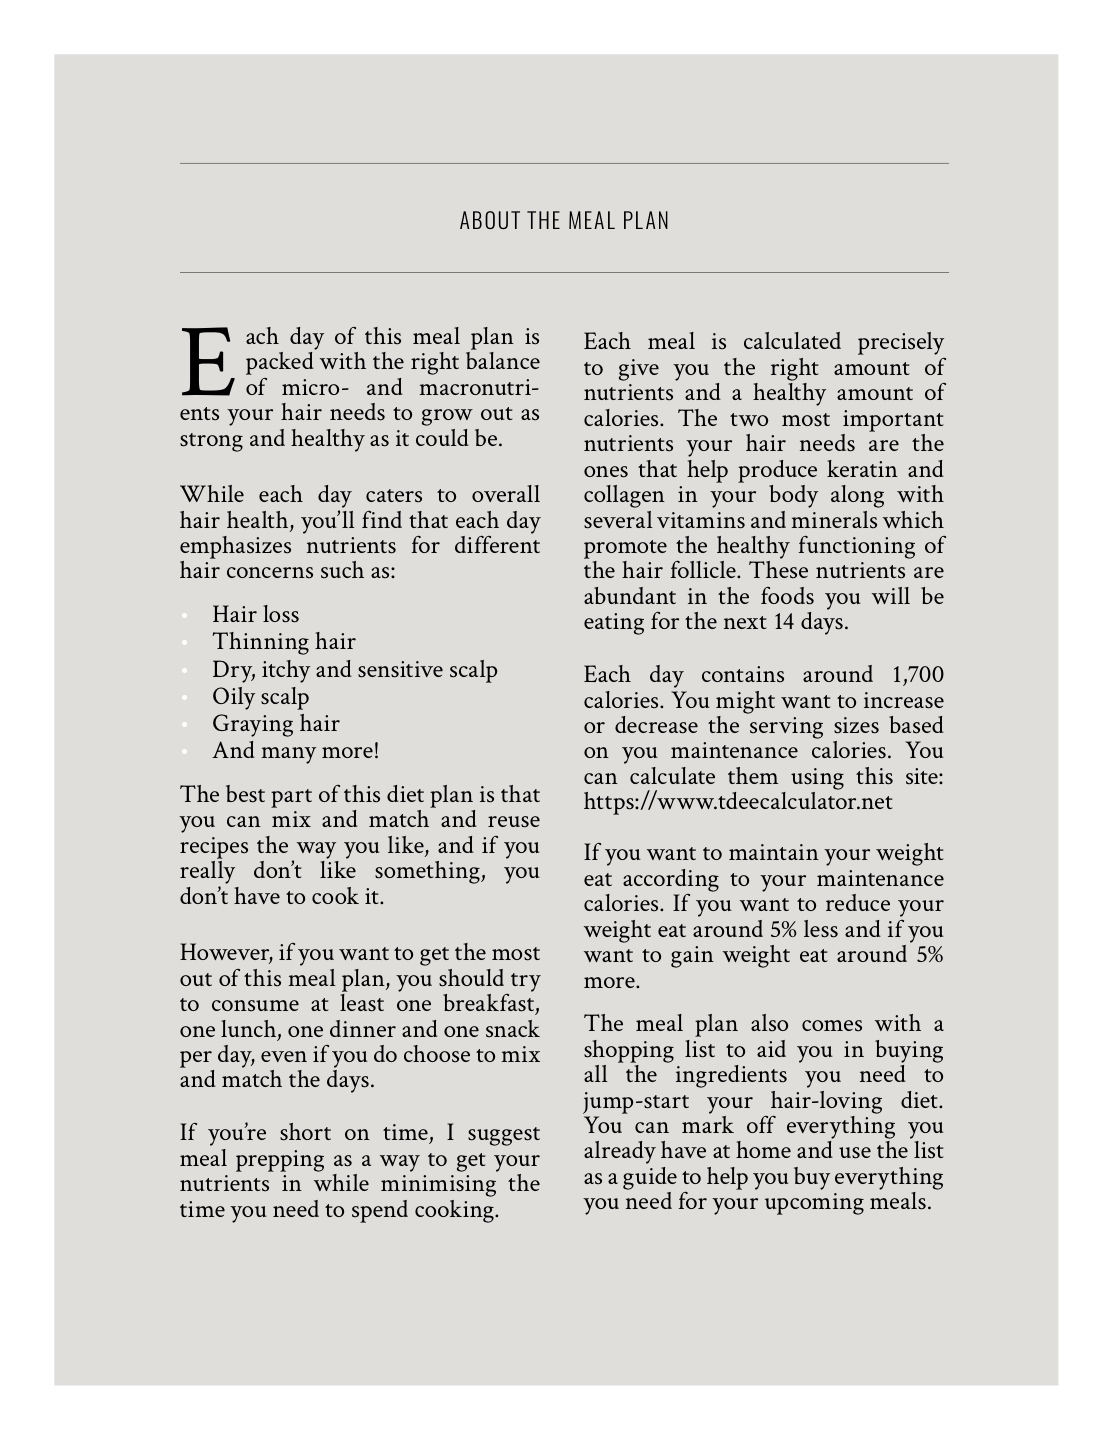 ABOUT THE MEAL PLAN
Each day of this meal plan is
packed with the right balance
of micro- and macronutri-
ents your hair needs to grow out as
strong and healthy as it could be.
While each day caters to overall
hair health, you'll find that each day
emphasizes nutrients for different
hair concerns such as:
• Hair loss
• Thinning hair
• Dry, itchy and sensitive scalp
• Oily scalp
• Graying hair
• And many more!
The best part of this diet plan is that
you can mix and match and reuse
recipes the way you like, and if you
really don't like something, you
don't have to cook it.
However, if you want to get the most
out of this meal plan, you should try
to consume at least one breakfast,
one lunch, one dinner and one snack
per day, even if you do choose to mix
and match the days.
If you're short on time, I suggest
meal prepping as a way to get your
nutrients in while minimising the
time you need to spend cooking.
Each meal is calculated precisely
to give you the right amount of
nutrients and a healthy amount of
calories. The two most important
nutrients your hair needs are the
ones that help produce keratin and
collagen in your body along with
several vitamins and minerals which
promote the healthy functioning of
the hair follicle. These nutrients are
abundant in the foods you will be
eating for the next 14 days.
Each day contains around 1,700
calories. You might want to increase
or decrease the serving sizes based
on you maintenance calories. You
can calculate them using this site:
https://www.tdeecalculator.net
If you want to maintain your weight
eat according to your maintenance
calories. If you want to reduce your
weight eat around 5% less and if you
want to gain weight eat around 5%
more.
The meal plan also comes with a
shopping list to aid you in buying
all the ingredients you need to
jump-start your hair-loving diet.
You can mark off everything you
already have at home and use the list
as a guide to help you buy everything
you need for your upcoming meals.